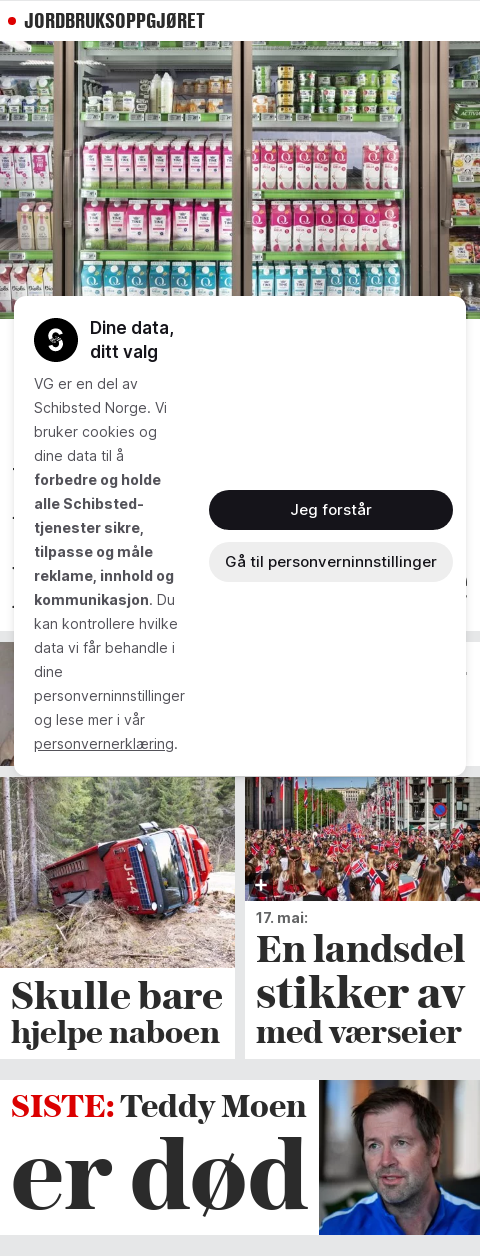 JORDBRUKSOPPGJØRET
Dine data,
ditt valg
VG er en del av
Schibsted Norge. Vi
bruker cookies og
dine data til å
forbedre og holde
alle Schibsted-
tjenester sikre,
tilpasse og måle
reklame, innhold og
kommunikasjon. Du
kan kontrollere hvilke
data vi får behandle i
dine
personverninnstillinger
og lese mer i vår
personvernerklæring.
Jeg forstår
Gå til personverninnstillinger
Skulle bare
hjelpe naboen
17. mai:
En landsdel
stikker av
med værseier
SISTE: Teddy Moen
er død